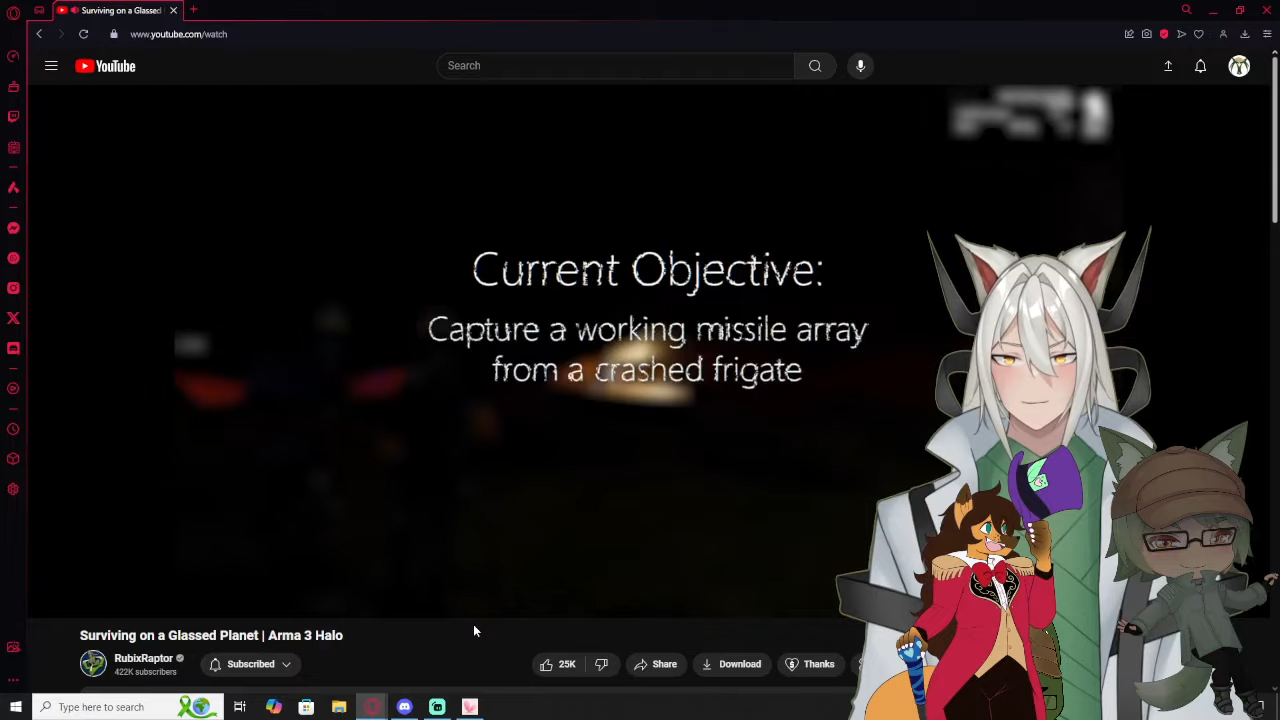 Surviving on a Glassed
www.youtube.com/watch
YouTube
Search
Current Objective:
Capture a working missile array
from a crashed frigate
Surviving on a Glassed Planet | Arma 3 Halo
RubixRaptor
422K subscribers
Subscribed
25K
Share
Download
Thanks
Type here to search